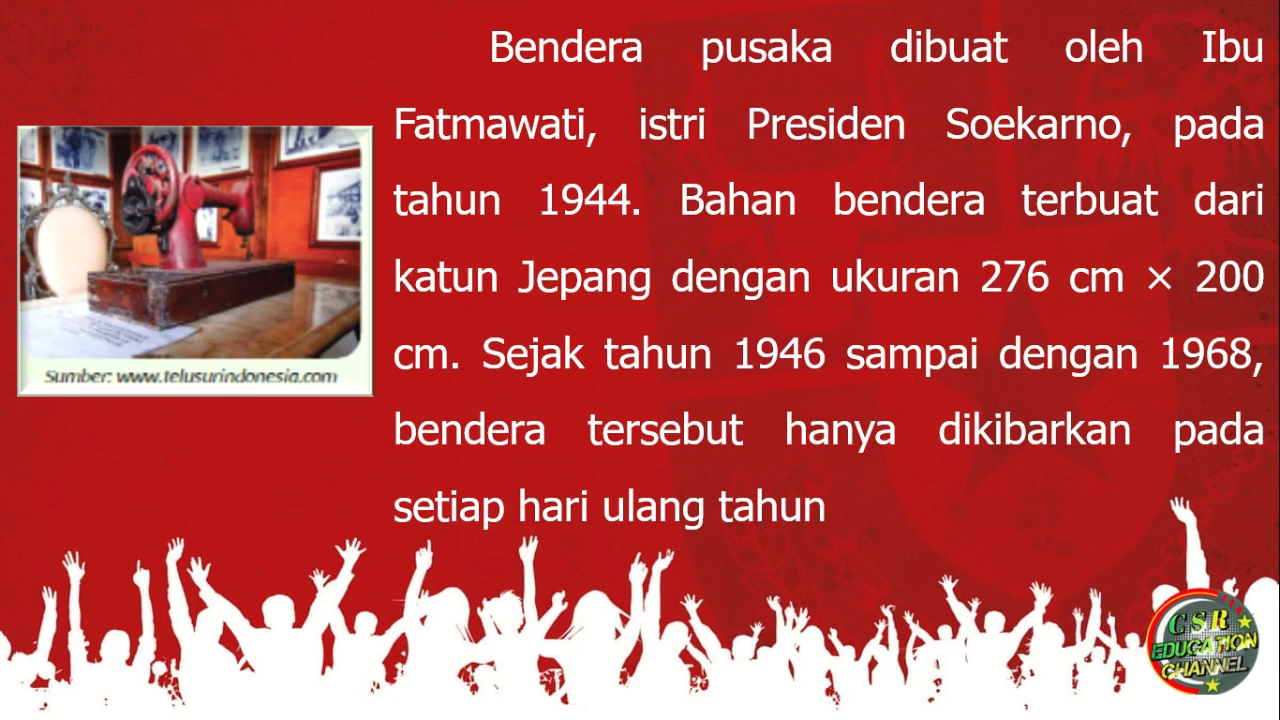 Bendera pusaka dibuat oleh Ibu
Fatmawati, istri Presiden Soekarno, pada
tahun 1944. Bahan bendera terbuat dari
katun Jepang dengan ukuran 276 cm × 200
cm. Sejak tahun 1946 sampai dengan 1968,
bendera tersebut hanya dikibarkan pada
setiap hari ulang tahun
Sumber: www.telusurindonesia.com
CSR
EDUCATION
CHANNEL